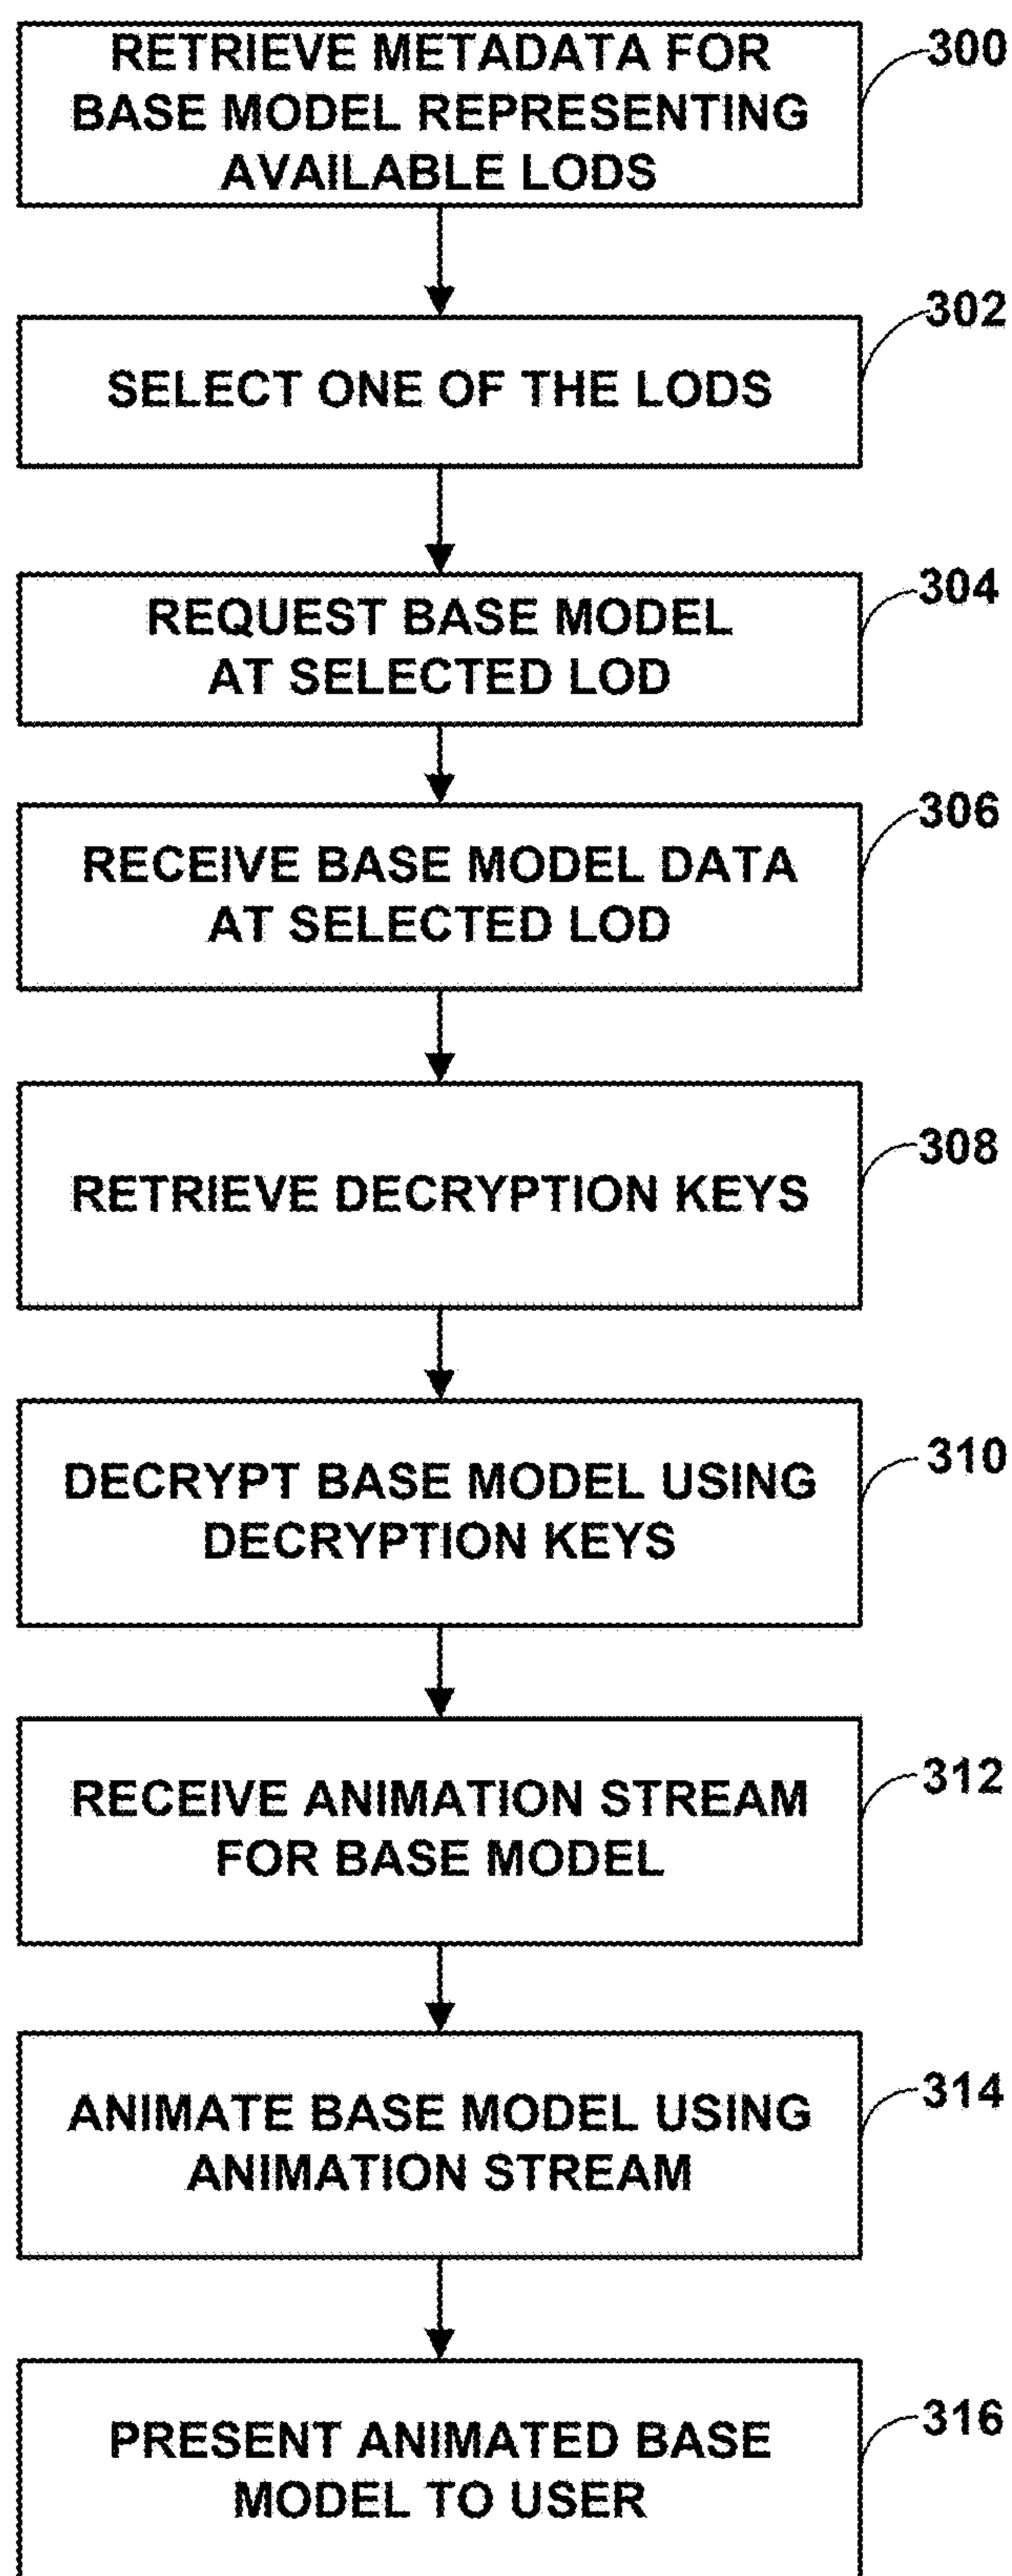 RETRIEVE METADATA FOR
BASE MODEL REPRESENTING
AVAILABLE LODS
300
SELECT ONE OF THE LODS
302
REQUEST BASE MODEL
AT SELECTED LOD
304
RECEIVE BASE MODEL DATA
AT SELECTED LOD
306
RETRIEVE DECRYPTION KEYS
308
DECRYPT BASE MODEL USING
DECRYPTION KEYS
310
RECEIVE ANIMATION STREAM
FOR BASE MODEL
312
ANIMATE BASE MODEL USING
ANIMATION STREAM
314
PRESENT ANIMATED BASE
MODEL TO USER
316